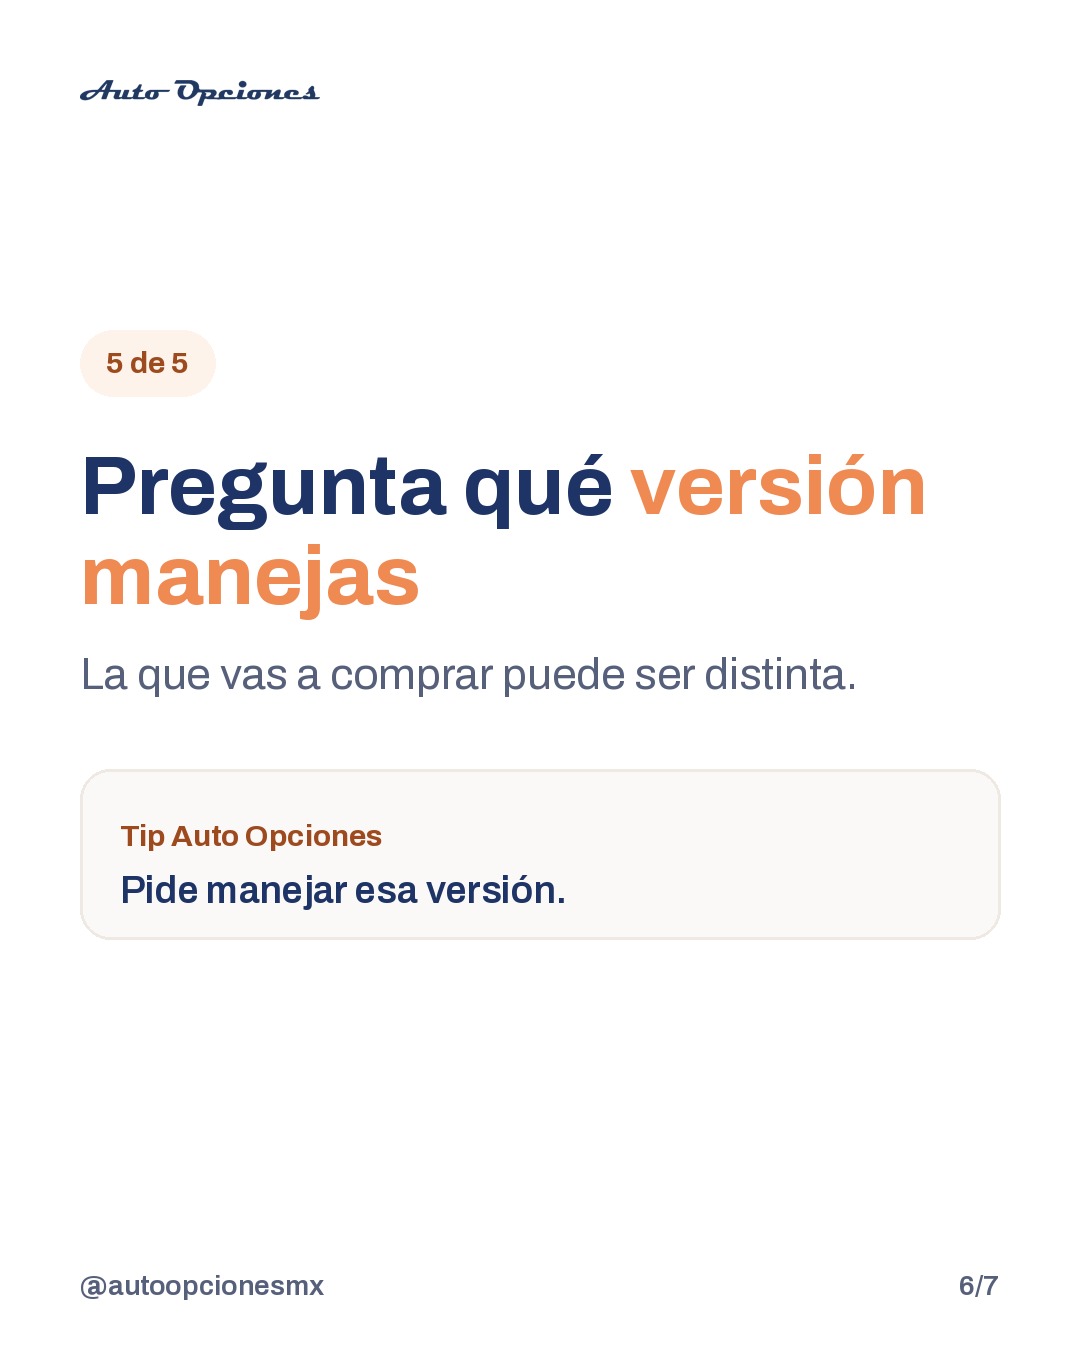 Auto Opciones
5 de 5
Pregunta qué versión
manejas
La que vas a comprar puede ser distinta.
Tip Auto Opciones
Pide manejar esa versión.
@autoopcionesmx
6/7